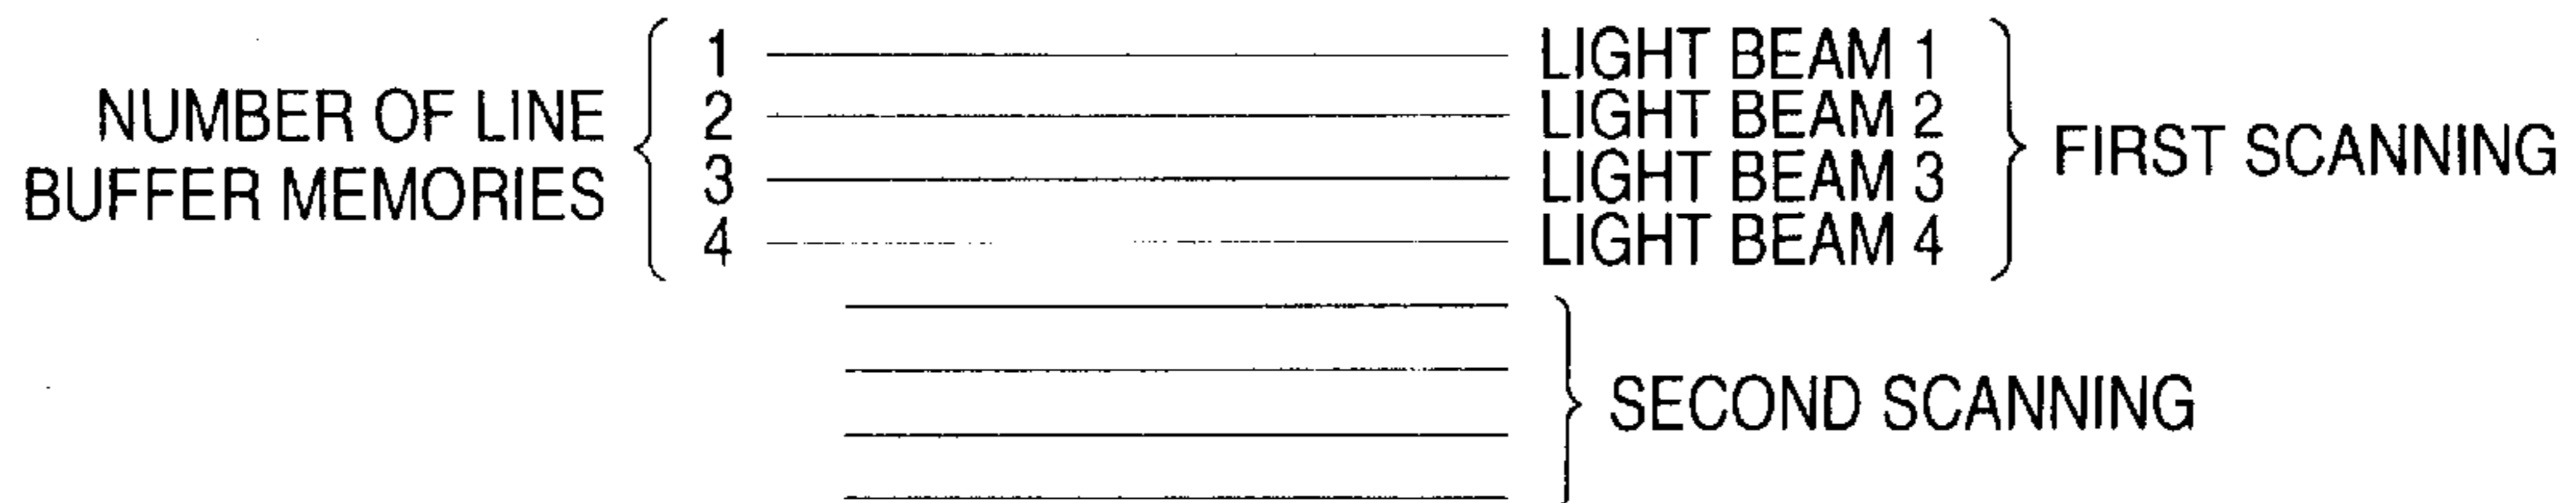 NUMBER OF LINE
BUFFER MEMORIES
1 LIGHT BEAM 1
2 LIGHT BEAM 2
3 LIGHT BEAM 3
4 LIGHT BEAM 4
FIRST SCANNING
SECOND SCANNING